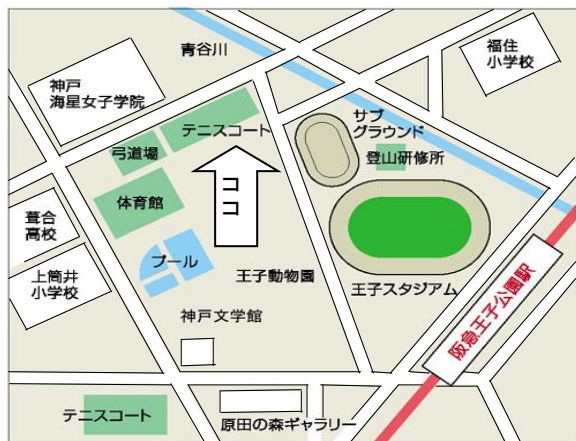 青谷川
福住
小学校
神戸
海星女子学院
サブ
グラウンド
テニスコート
弓道場
登山研修所
ココ
体育館
葺合
高校
プール
上筒井
小学校
王子動物園
王子スタジアム
阪急王子公園駅
神戸文学館
テニスコート
原田の森ギャラリー